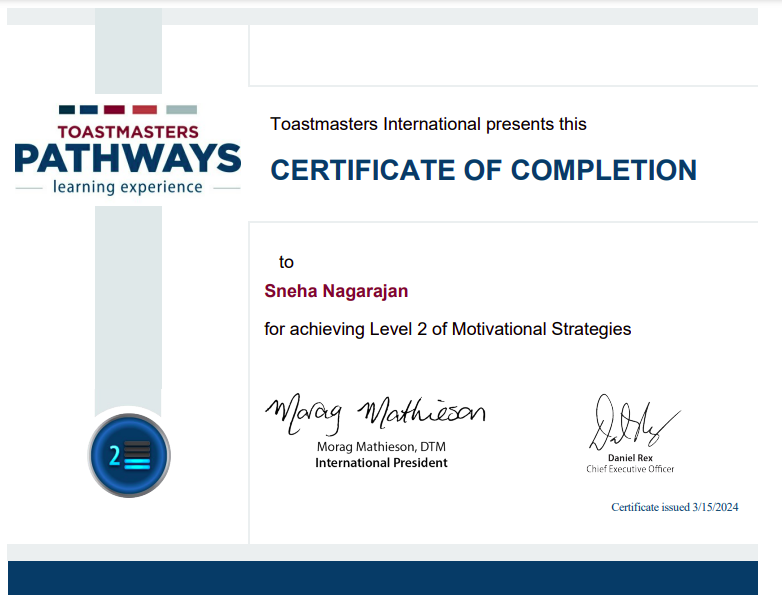 TOASTMASTERS
PATHWAYS
learning experience
Toastmasters International presents this
CERTIFICATE OF COMPLETION
to
Sneha Nagarajan
for achieving Level 2 of Motivational Strategies
Morag Mathieson
Morag Mathieson, DTM
International President
Daniel Rex
Chief Executive Officer
2
Certificate issued 3/15/2024